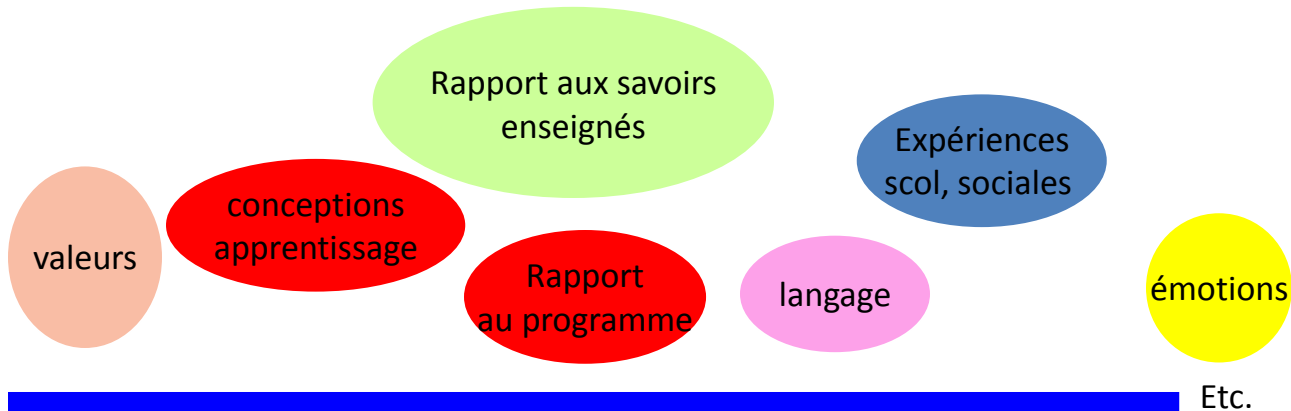 Rapport aux savoirs
enseignés
Expériences
scol, sociales
conceptions
apprentissage
valeurs
Rapport
au programme
langage
émotions
Etc.